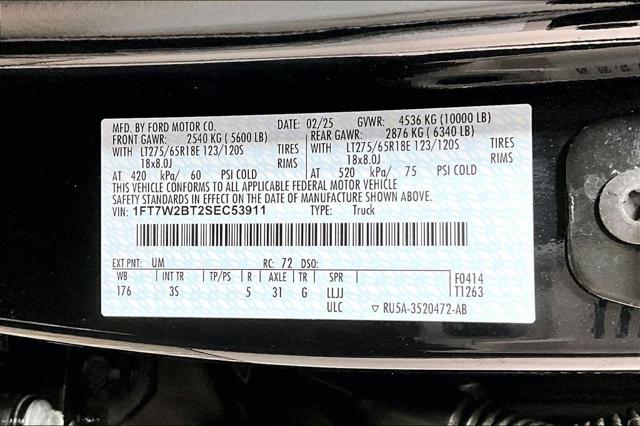 MFD. BY FORD MOTOR CO. DATE: 02/25 GVWR: 4536 KG (10000 LB)
FRONT GAWR: 2540 KG ( 5600 LB) REAR GAWR: 2876 KG ( 6340 LB)
WITH LT275/65R18E 123/120S TIRES WITH LT275/65R18E 123/120S TIRES
18x8.0J RIMS 18x8.0J RIMS
AT 420 kPa/ 60 PSI COLD AT 520 kPa/ 75 PSI COLD
THIS VEHICLE CONFORMS TO ALL APPLICABLE FEDERAL MOTOR VEHICLE
SAFETY STANDARDS IN EFFECT ON THE DATE OF MANUFACTURE SHOWN ABOVE.
VIN: 1FT7W2BT2SEC53911 TYPE: Truck
EXT PNT: UM RC: 72 DSO:
WB INT TR TP/PS R AXLE TR SPR F0414
176 3S 5 31 G LLJJ T1263
ULC ▽ RU5A-3520472-AB